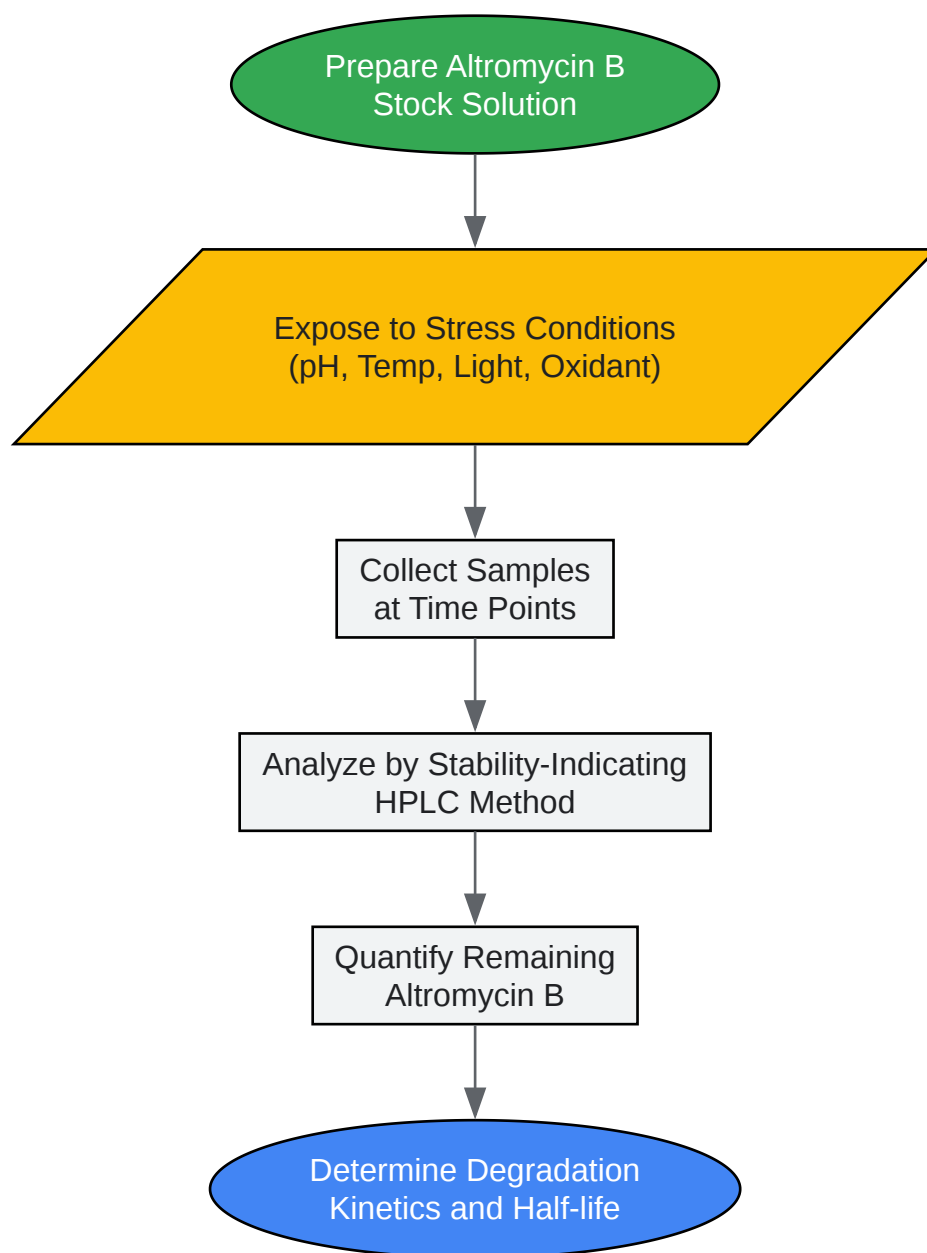 Prepare Altromycin B
Stock Solution
Expose to Stress Conditions
(pH, Temp, Light, Oxidant)
Collect Samples
at Time Points
Analyze by Stability-Indicating
HPLC Method
Quantify Remaining
Altromycin B
Determine Degradation
Kinetics and Half-life